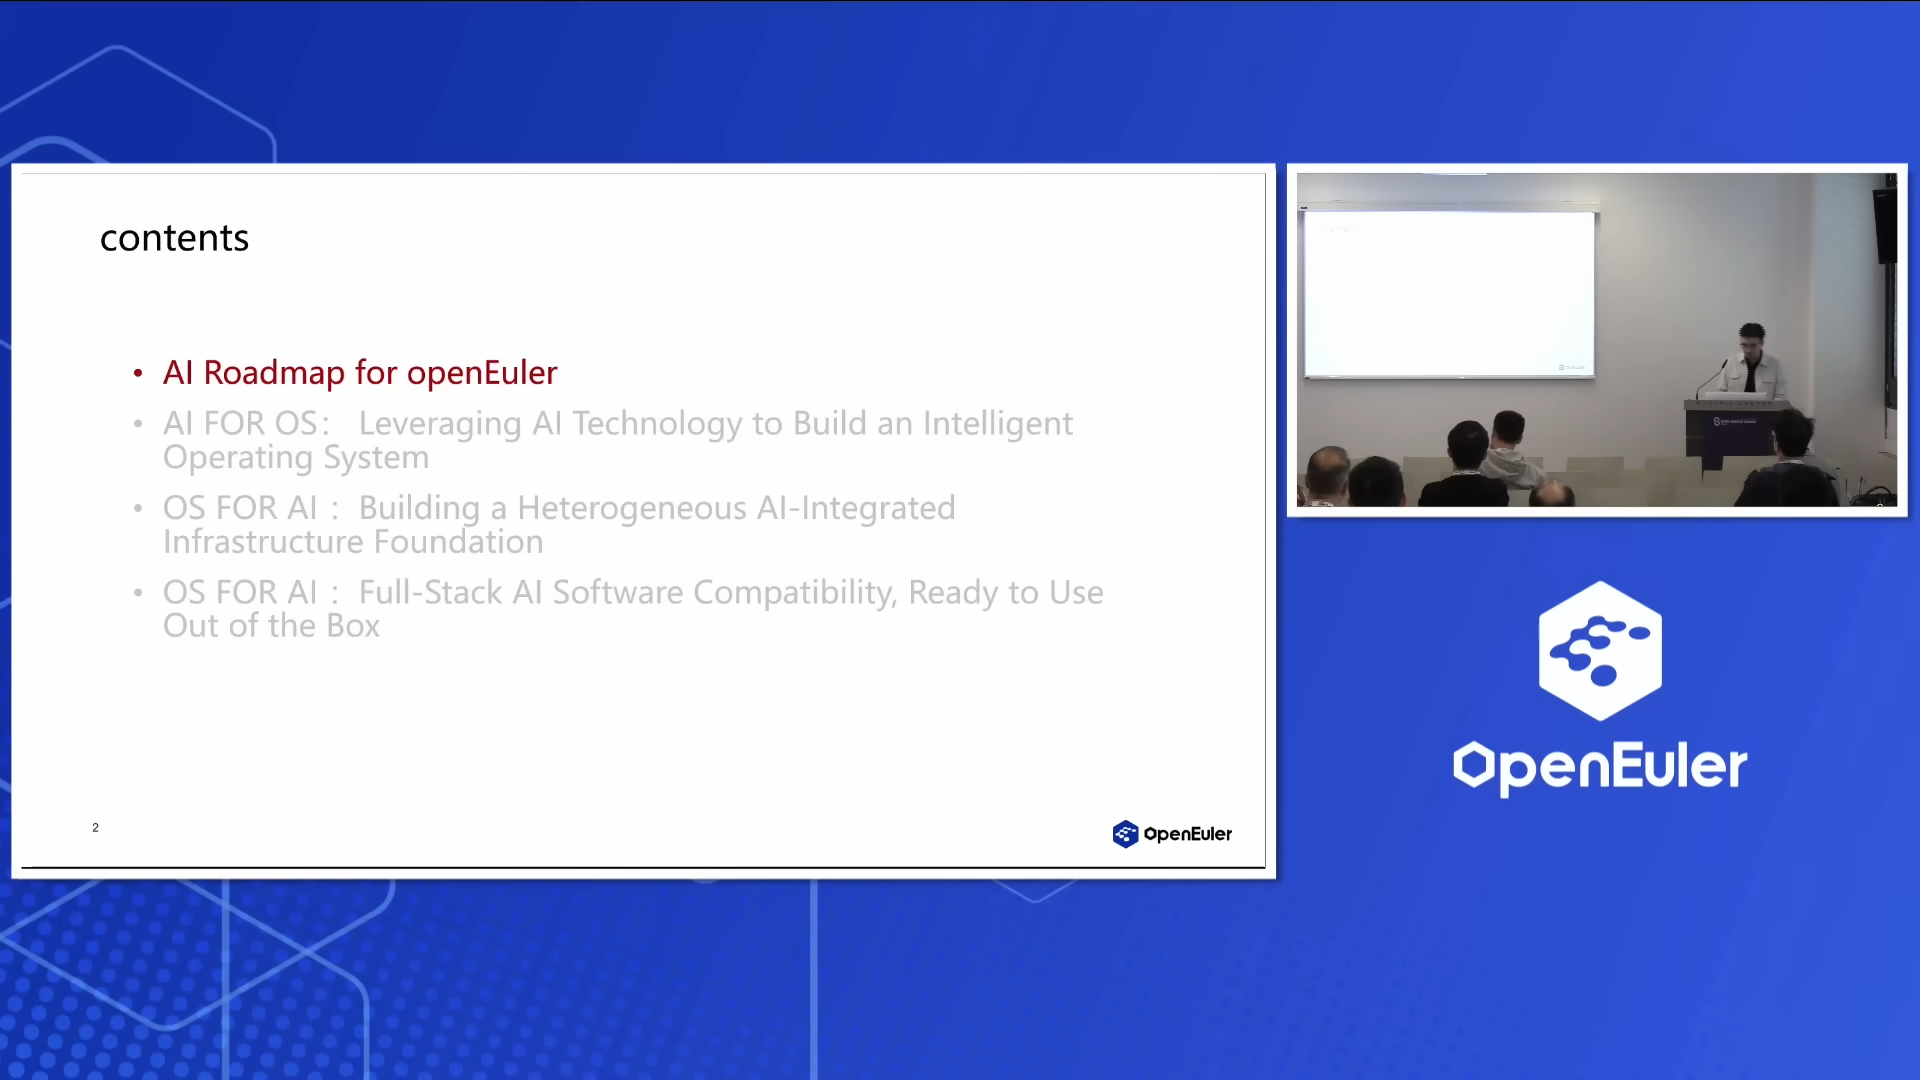 contents
• AI Roadmap for openEuler
• AI FOR OS： Leveraging AI Technology to Build an Intelligent
Operating System
• OS FOR AI ：Building a Heterogeneous AI-Integrated
Infrastructure Foundation
• OS FOR AI ：Full-Stack AI Software Compatibility, Ready to Use
Out of the Box
2
OpenEuler
OpenEuler